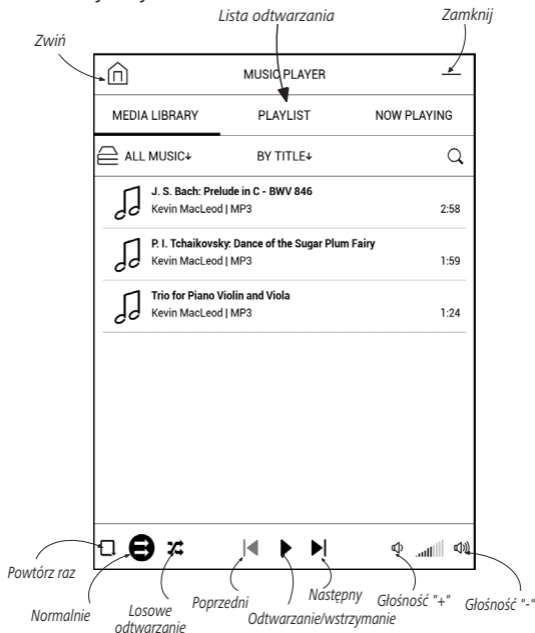 Lista odtwarzania
Zamknij
Zwiń
MUSIC PLAYER
MEDIA LIBRARY PLAYLIST NOW PLAYING
ALL MUSIC↓ BY TITLE↓
J. S. Bach: Prelude in C - BWV 846
Kevin MacLeod | MP3 2:58
P. I. Tchaikovsky: Dance of the Sugar Plum Fairy
Kevin MacLeod | MP3 1:59
Trio for Piano Violin and Viola
Kevin MacLeod | MP3 1:24
Powtórz raz
Normalnie
Losowe
odtwarzanie
Poprzedni
Odtwarzanie/wstrzymanie
Następny
Głośność "+"
Głośność "-"